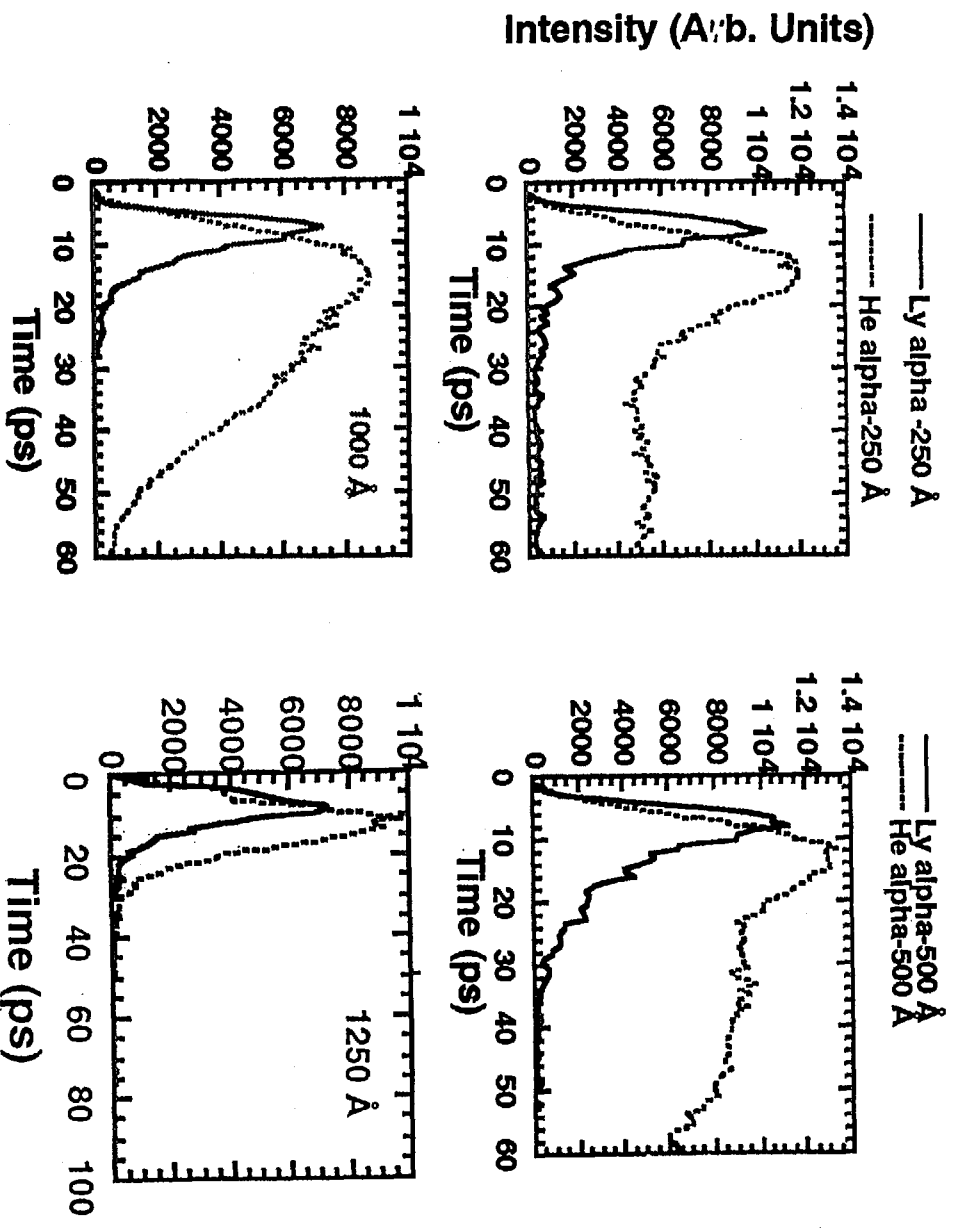 Ly alpha -250 Å
He alpha-250 Å
1.4 10⁴
1.2 10⁴
1 10⁴
8000
6000
4000
2000
0
0 10 20 30 40 50 60
Time (ps)
Ly alpha-500 Å
He alpha-500 Å
1.4 10⁴
1.2 10⁴
1 10⁴
8000
6000
4000
2000
0
0 10 20 30 40 50 60
Time (ps)
Intensity (Arb. Units)
1 10⁴
8000
6000
4000
2000
0
1000 Å
0 10 20 30 40 50 60
Time (ps)
1 10⁴
8000
6000
4000
2000
0
1250 Å
0 20 40 60 80 100
Time (ps)